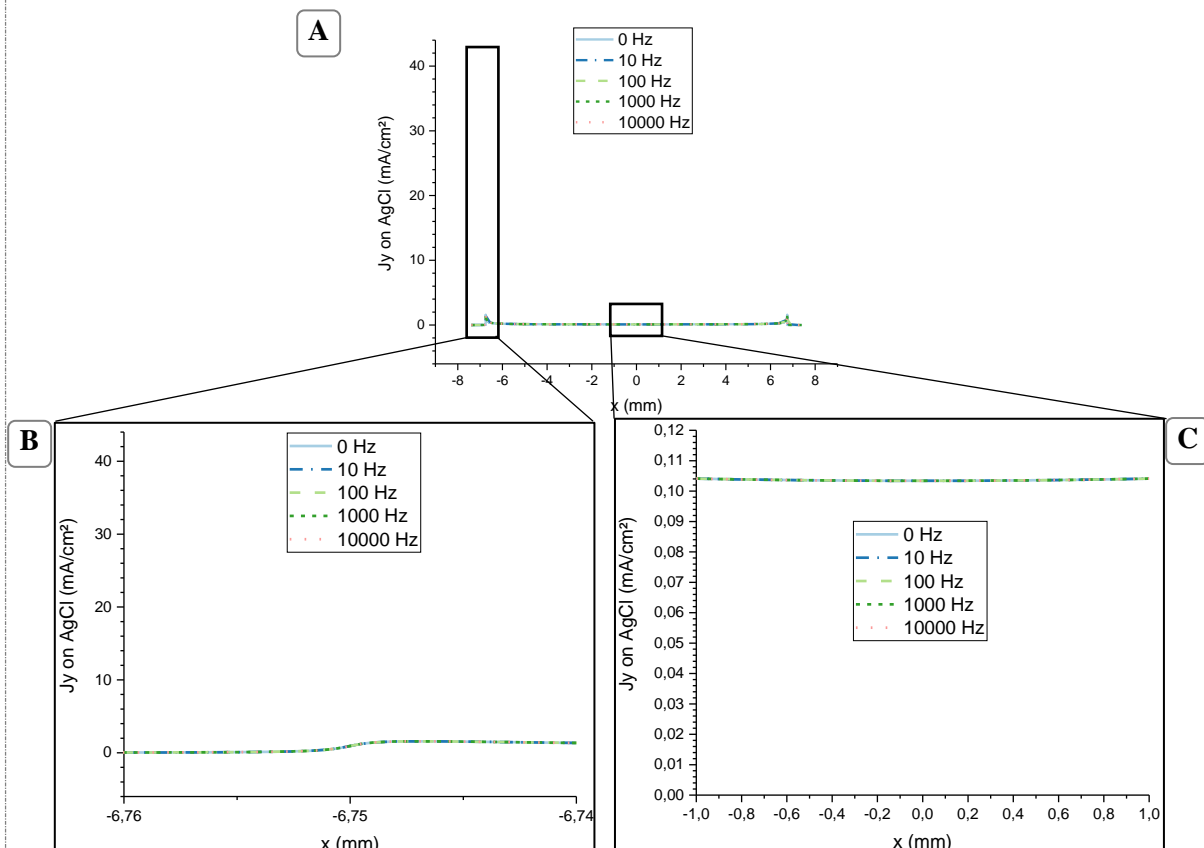 A
0 Hz
10 Hz
100 Hz
1000 Hz
10000 Hz
Jy on AgCl (mA/cm²)
40
30
20
10
0
-8 -6 -4 -2 0 2 4 6 8
x (mm)
B
0 Hz
10 Hz
100 Hz
1000 Hz
10000 Hz
Jy on AgCl (mA/cm²)
40
30
20
10
0
-6,76 -6,75 -6,74
x (mm)
C
0 Hz
10 Hz
100 Hz
1000 Hz
10000 Hz
Jy on AgCl (mA/cm²)
0,12
0,11
0,10
0,09
0,08
0,07
0,06
0,05
0,04
0,03
0,02
0,01
0,00
-1,0 -0,8 -0,6 -0,4 -0,2 0,0 0,2 0,4 0,6 0,8 1,0
x (mm)